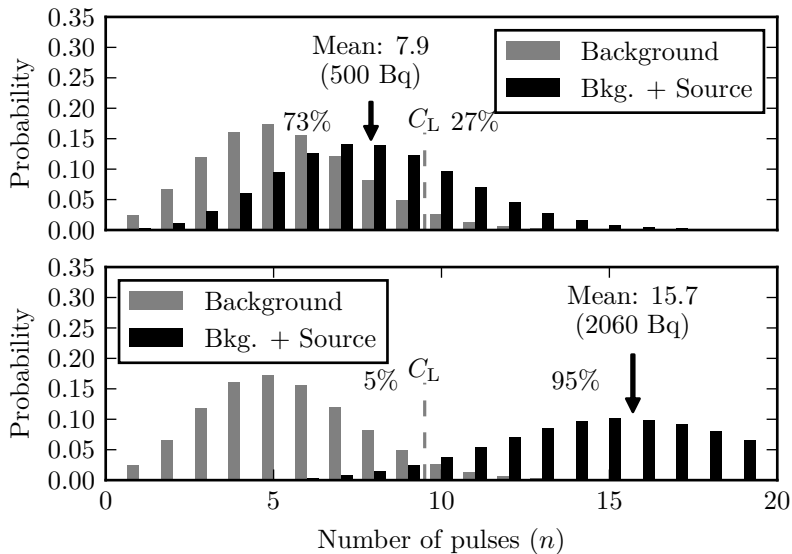 0.35
0.30
0.25
0.20
0.15
0.10
0.05
0.00
Probability
Mean: 7.9
(500 Bq)
73%
C_L 27%
Background
Bkg. + Source
0.35
0.30
0.25
0.20
0.15
0.10
0.05
0.00
Probability
Background
Bkg. + Source
Mean: 15.7
(2060 Bq)
5% C_L
95%
0 5 10 15 20
Number of pulses (n)